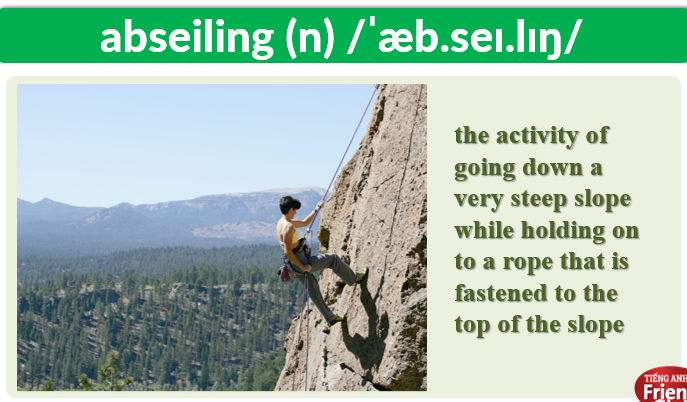 abseiling (n) /ˈæb.seɪ.lɪŋ/
the activity of
going down a
very steep slope
while holding on
to a rope that is
fastened to the
top of the slope
TIẾNG ANH